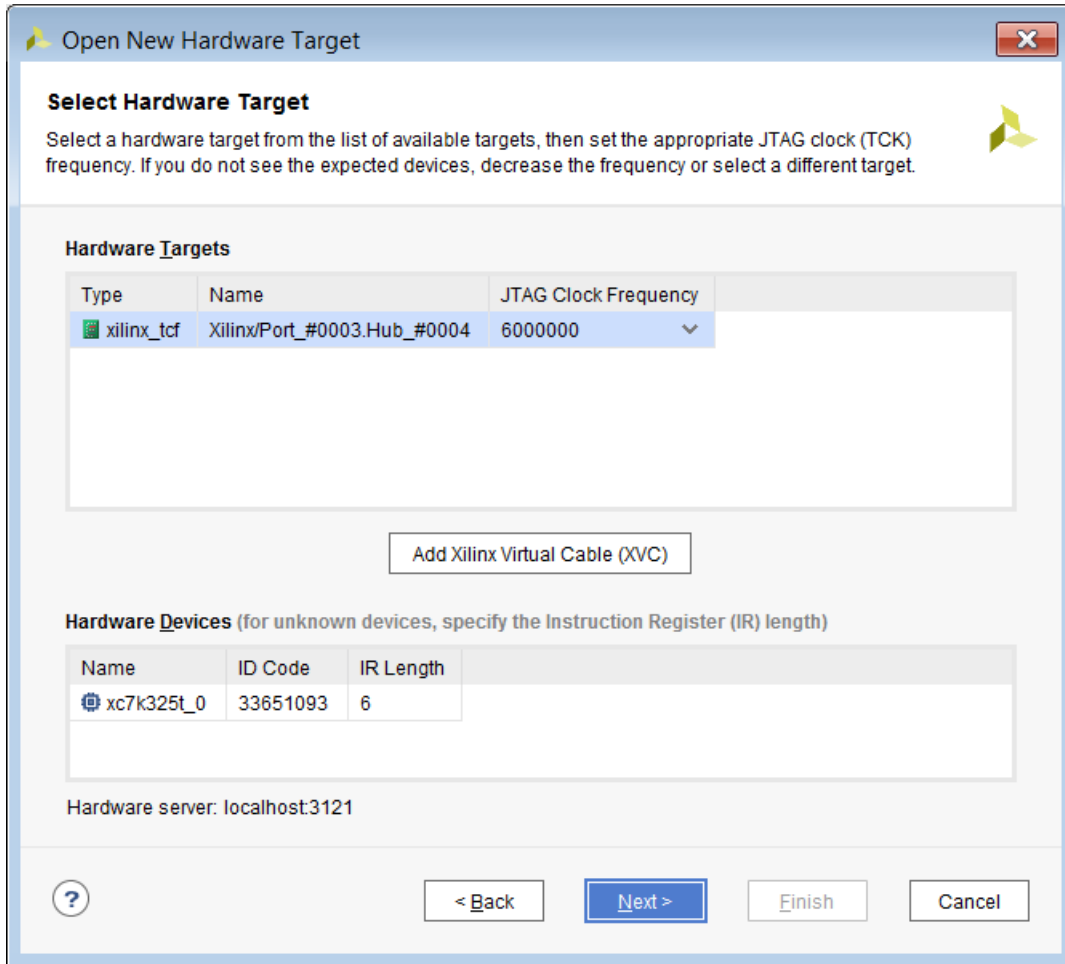 Open New Hardware Target
Select Hardware Target
Select a hardware target from the list of available targets, then set the appropriate JTAG clock (TCK)
frequency. If you do not see the expected devices, decrease the frequency or select a different target.
Hardware Targets
Type Name JTAG Clock Frequency
xilinx_tcf Xilinx/Port_#0003.Hub_#0004 6000000
Add Xilinx Virtual Cable (XVC)
Hardware Devices (for unknown devices, specify the Instruction Register (IR) length)
Name ID Code IR Length
xc7k325t_0 33651093 6
Hardware server: localhost:3121
? < Back Next > Finish Cancel